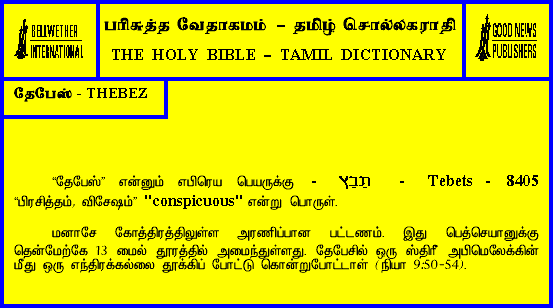 BELLWETHER
INTERNATIONAL
பரிசுத்த வேதாகமம் – தமிழ் சொல்லகராதி
THE HOLY BIBLE – TAMIL DICTIONARY
GOOD NEWS
PUBLISHERS
தேபேஸ் - THEBEZ
“தேபேஸ்” என்னும் எபிரெய பெயருக்கு - תבץ - Tebets - 8405
“பிரசித்தம், விசேஷம்” "conspicuous" என்று பொருள்.
மனாசே கோத்திரத்திலுள்ள அரணிப்பான பட்டணம். இது பெத்செயானுக்கு
தென்மேற்கே 13 மைல் தூரத்தில் அமைந்துள்ளது. தேபேசில் ஒரு ஸ்திரீ அபிமெலேக்கின்
மீது ஒரு எந்திரக்கல்லை தூக்கிப் போட்டு கொன்றுபோட்டாள் (நியா 9:50-54).